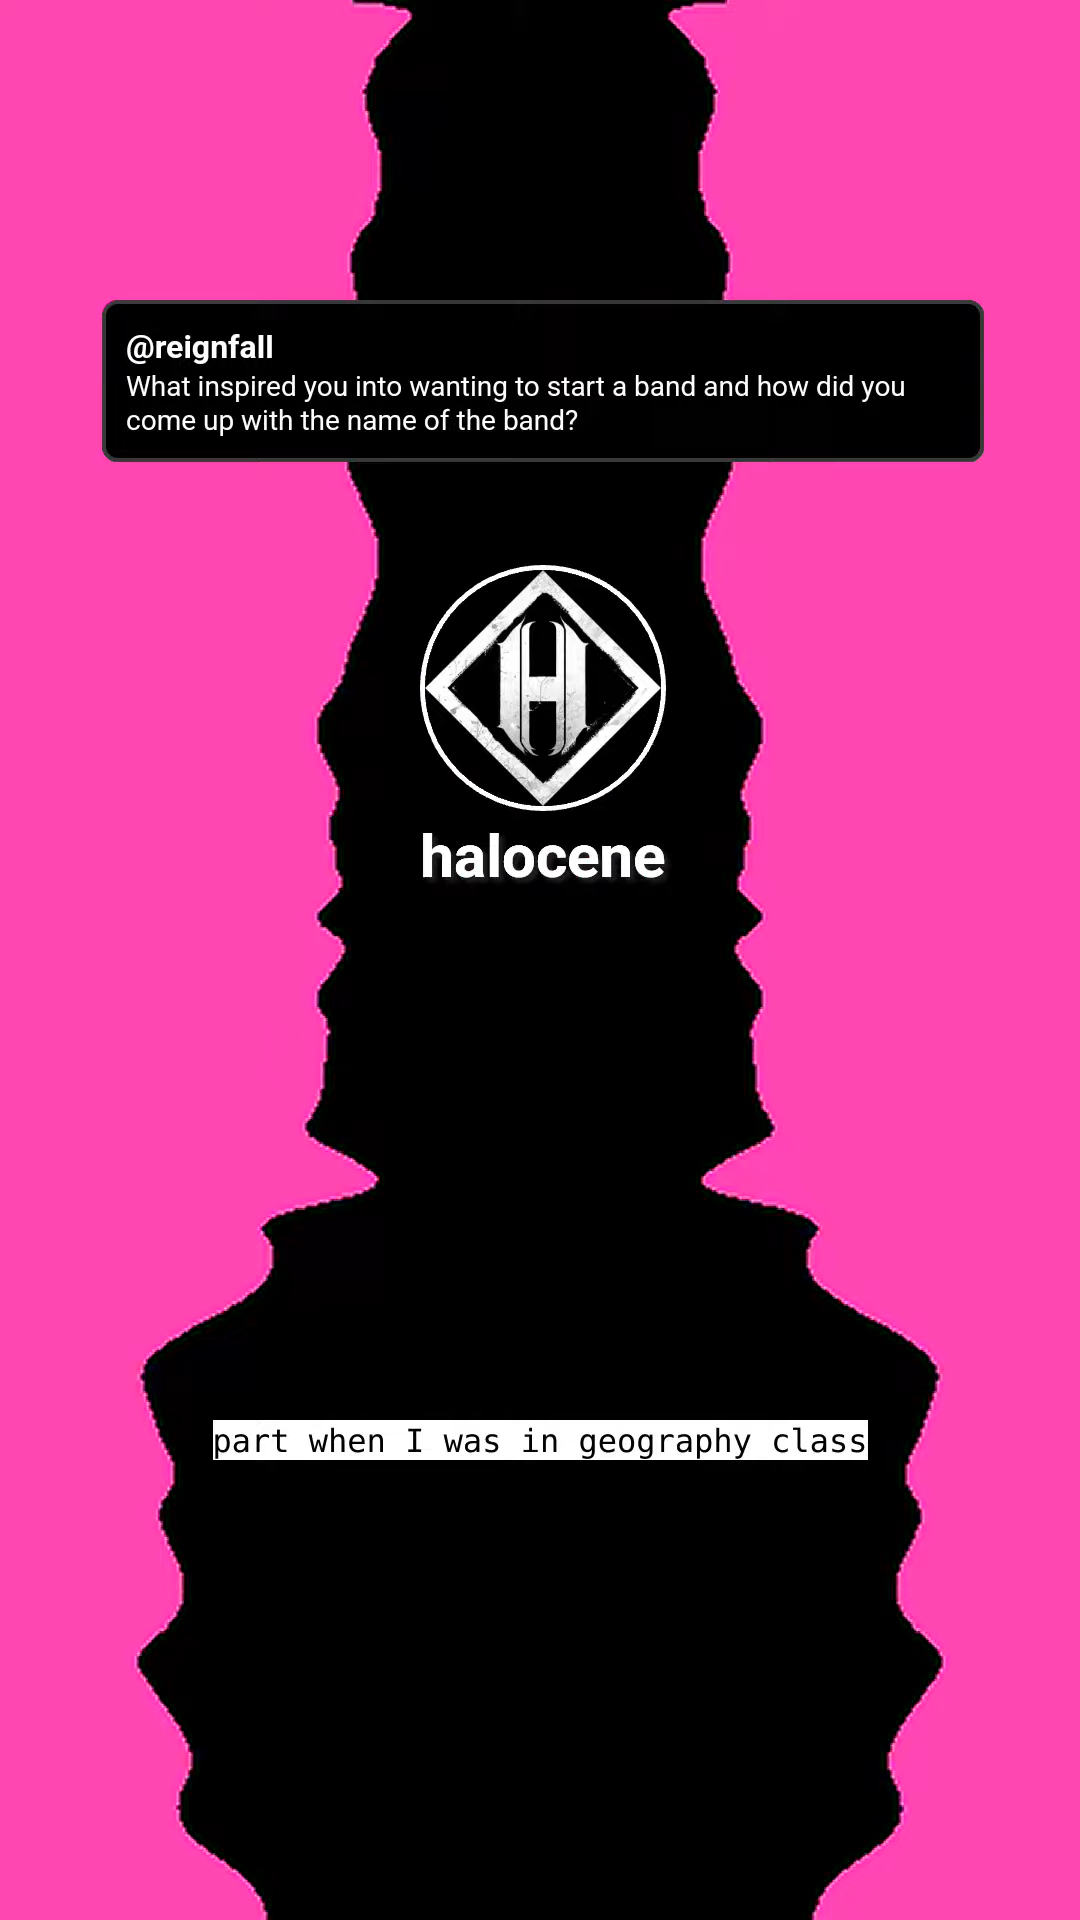 @reignfall
What inspired you into wanting to start a band and how did you
come up with the name of the band?
H
halocene
part when I was in geography class